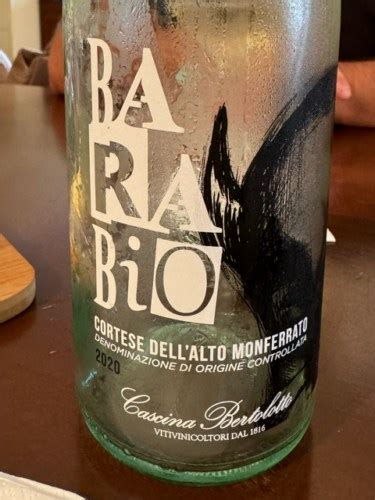 BA
RA
BiO
CORTESE DELL'ALTO MONFERRATO
DENOMINAZIONE DI ORIGINE CONTROLLATA
2020
Cascina Bertolotto
VITIVINICOLTORI DAL 1816